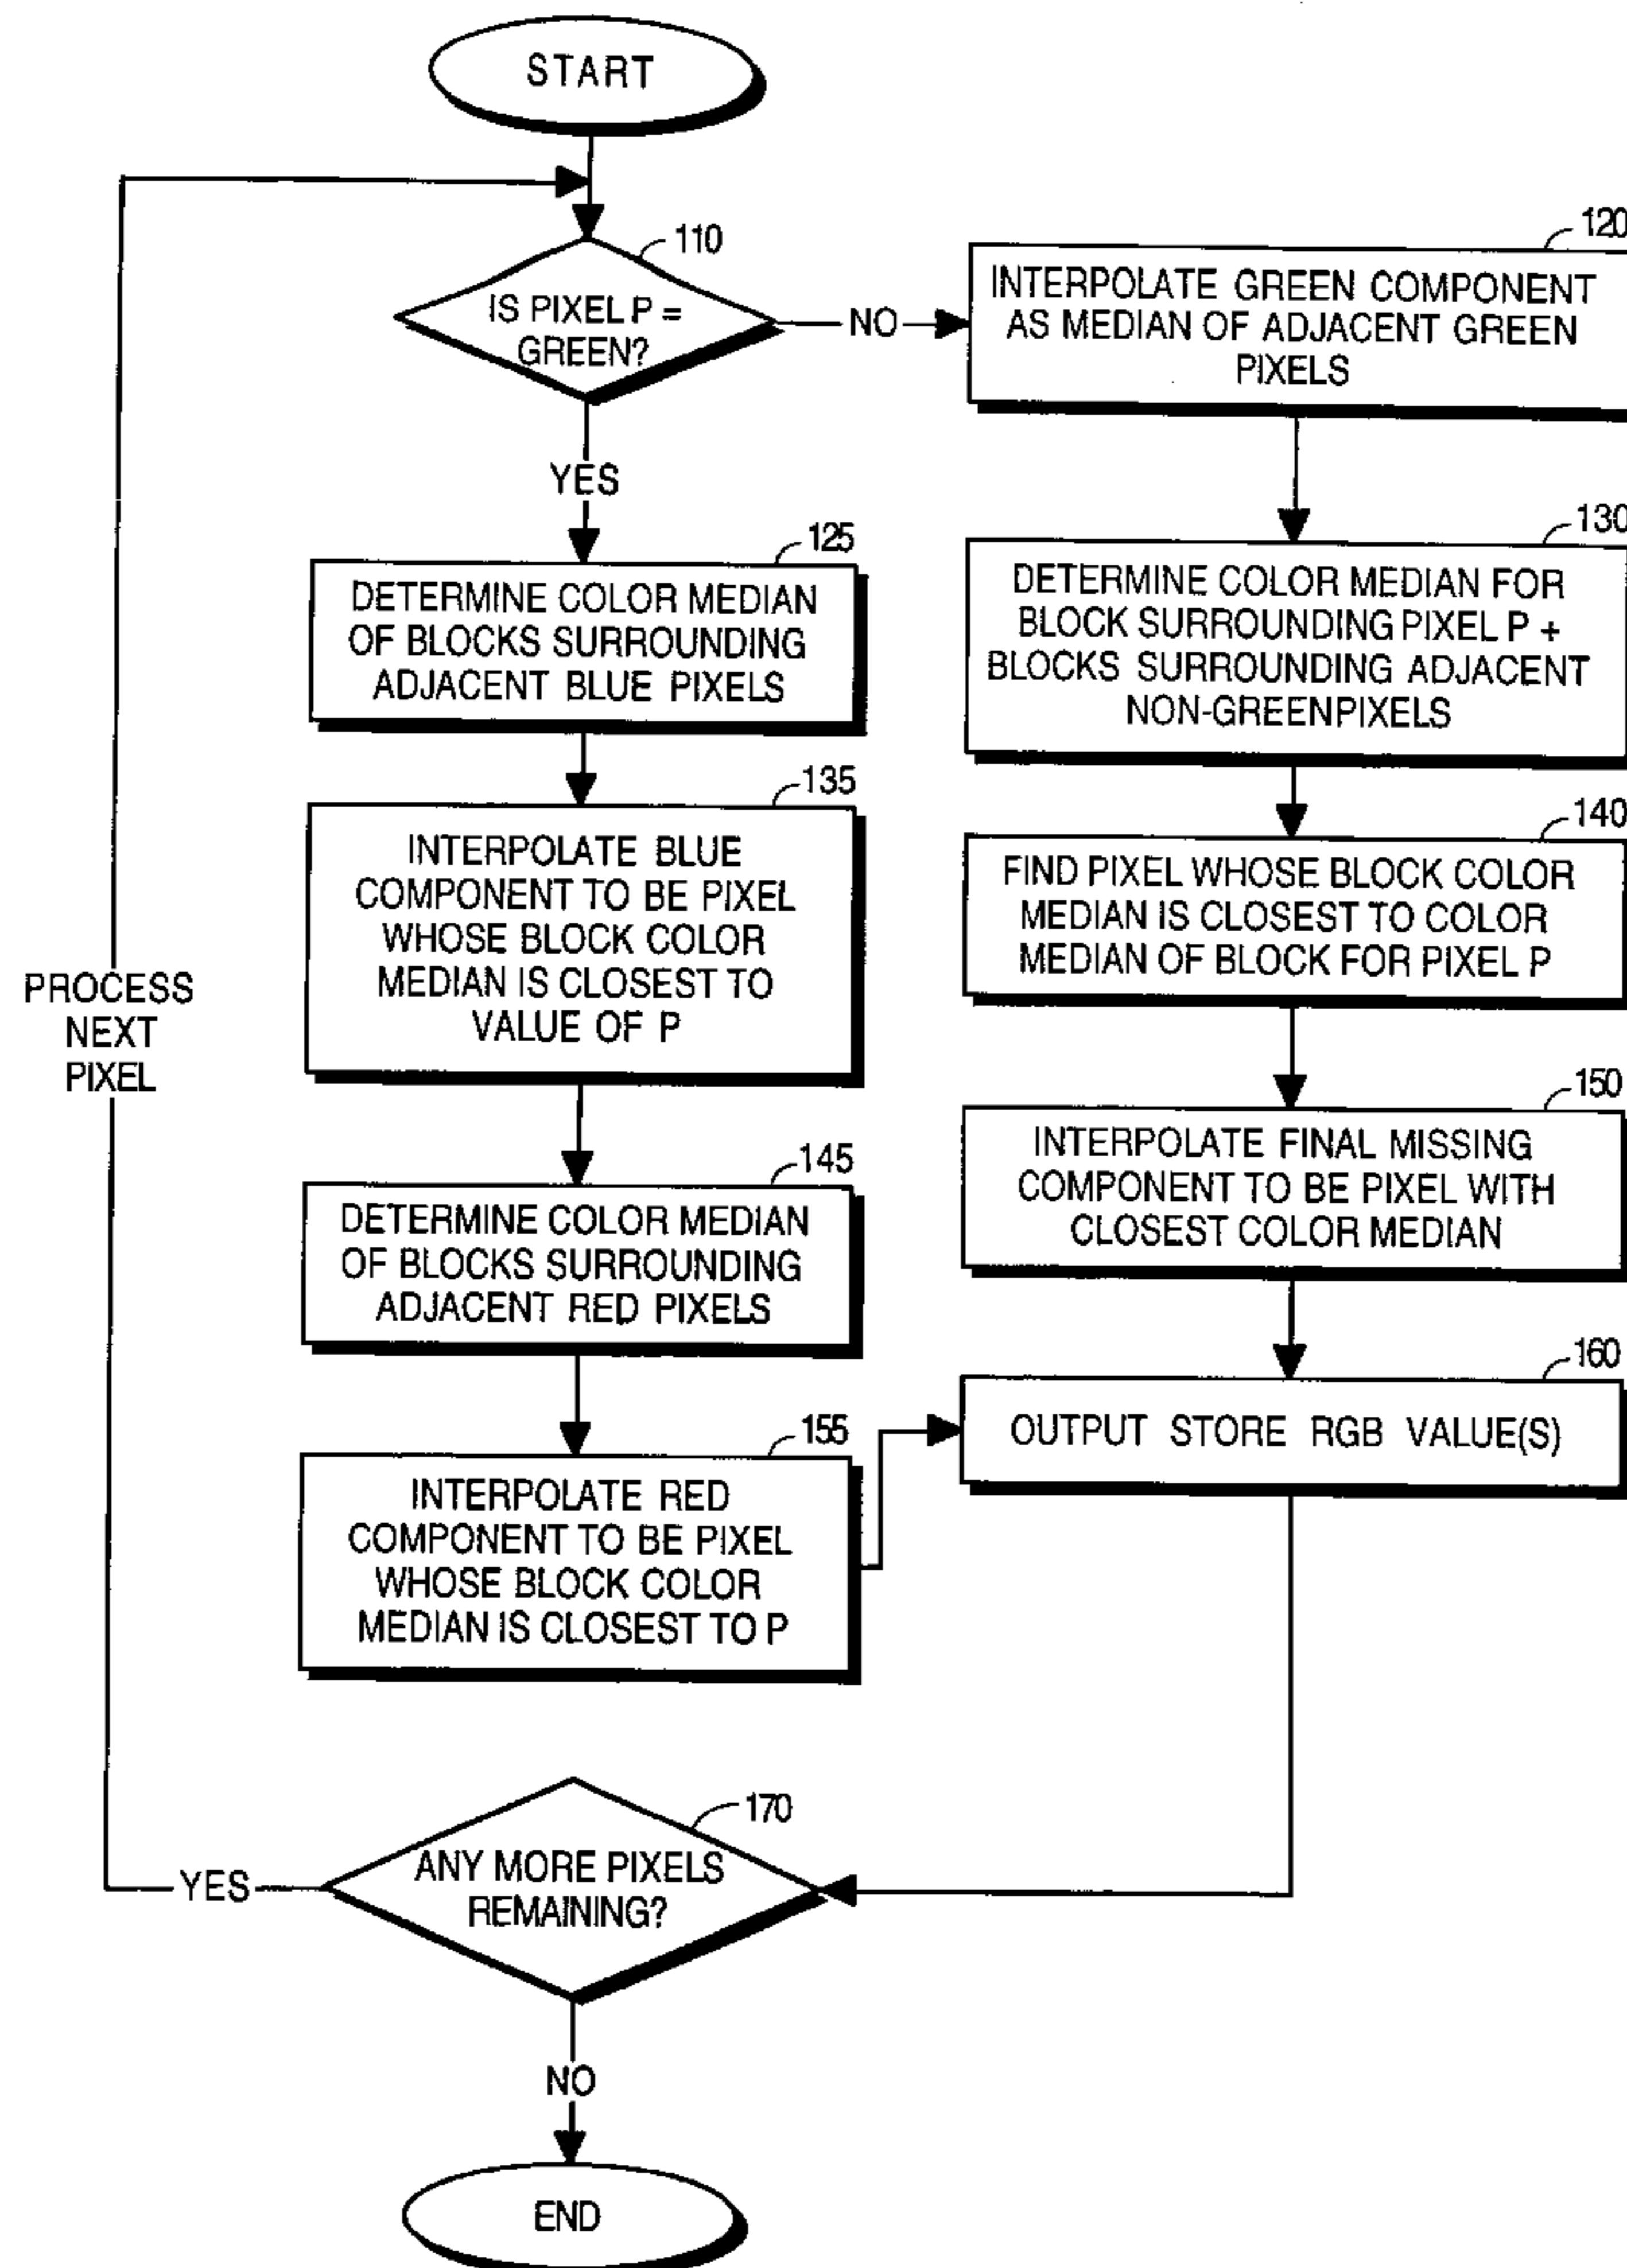 START
110
IS PIXEL P =
GREEN?
NO
120
INTERPOLATE GREEN COMPONENT
AS MEDIAN OF ADJACENT GREEN
PIXELS
YES
125
DETERMINE COLOR MEDIAN
OF BLOCKS SURROUNDING
ADJACENT BLUE PIXELS
130
DETERMINE COLOR MEDIAN FOR
BLOCK SURROUNDING PIXEL P +
BLOCKS SURROUNDING ADJACENT
NON-GREENPIXELS
135
INTERPOLATE BLUE
COMPONENT TO BE PIXEL
WHOSE BLOCK COLOR
MEDIAN IS CLOSEST TO
VALUE OF P
140
FIND PIXEL WHOSE BLOCK COLOR
MEDIAN IS CLOSEST TO COLOR
MEDIAN OF BLOCK FOR PIXEL P
PROCESS
NEXT
PIXEL
145
DETERMINE COLOR MEDIAN
OF BLOCKS SURROUNDING
ADJACENT RED PIXELS
150
INTERPOLATE FINAL MISSING
COMPONENT TO BE PIXEL WITH
CLOSEST COLOR MEDIAN
155
INTERPOLATE RED
COMPONENT TO BE PIXEL
WHOSE BLOCK COLOR
MEDIAN IS CLOSEST TO P
160
OUTPUT STORE RGB VALUE(S)
170
ANY MORE PIXELS
REMAINING?
YES
NO
END